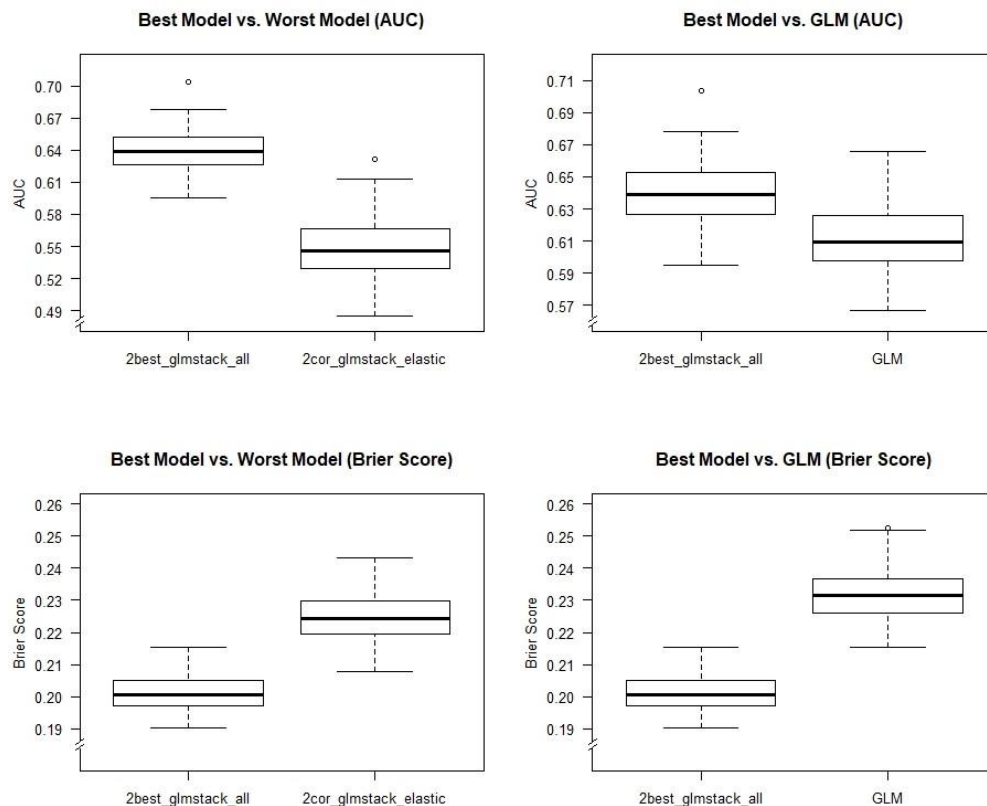 Best Model vs. Worst Model (AUC)
AUC
0.70
0.67
0.64
0.61
0.58
0.55
0.52
0.49
2best_glmstack_all 2cor_glmstack_elastic
Best Model vs. GLM (AUC)
AUC
0.71
0.69
0.67
0.65
0.63
0.61
0.59
0.57
2best_glmstack_all GLM
Best Model vs. Worst Model (Brier Score)
Brier Score
0.26
0.25
0.24
0.23
0.22
0.21
0.20
0.19
2best_glmstack_all 2cor_glmstack_elastic
Best Model vs. GLM (Brier Score)
Brier Score
0.26
0.25
0.24
0.23
0.22
0.21
0.20
0.19
2best_glmstack_all GLM